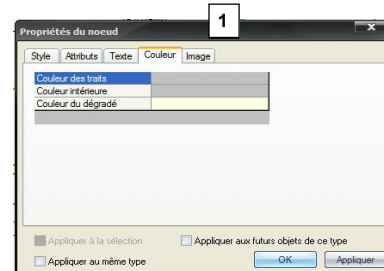 1
Propriétés du noeud
X
Style Attributs Texte Couleur Image
Couleur des traits
Couleur intérieure
Couleur du dégradé
Appliquer à la sélection
Appliquer aux futurs objets de ce type
Appliquer au même type
OK
Appliquer